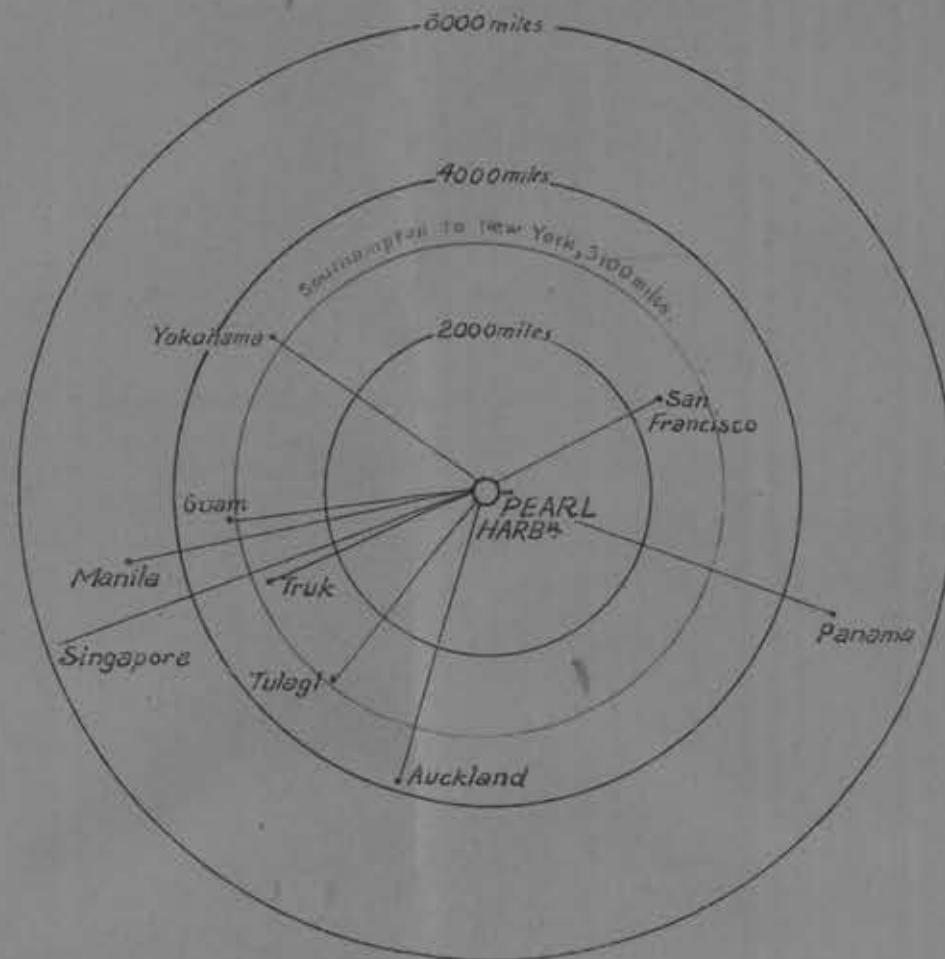 6000 miles
4000 miles
Southampton to New York, 3100 miles.
2000 miles
Yokohama
San
Francisco
Guam
PEARL
HARBR
Manila
Truk
Panama
Singapore
Tulagi
Auckland